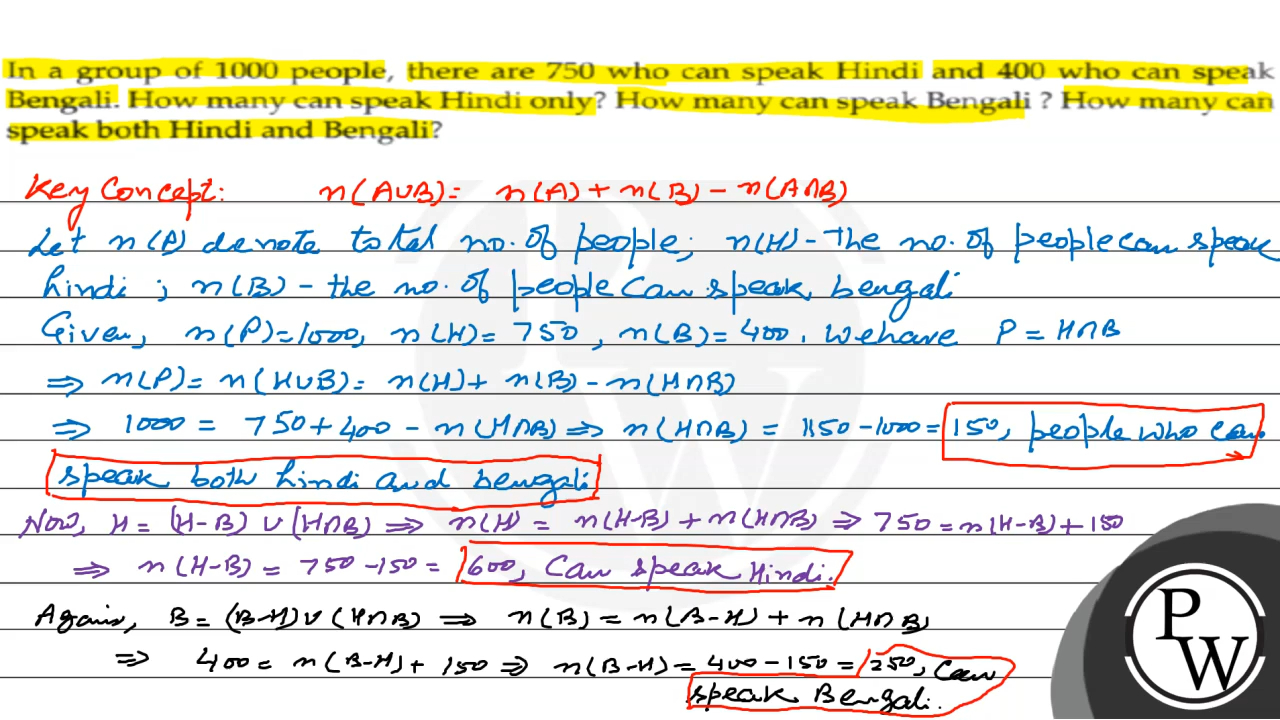 In a group of 1000 people, there are 750 who can speak Hindi and 400 who can speak
Bengali. How many can speak Hindi only? How many can speak Bengali ? How many can
speak both Hindi and Bengali?
Key Concept: n(A∪B) = n(A) + n(B) - n(A∩B)
Let n(P) denote total no. of people; n(H) - the no. of people can speak
hindi ; n(B) - the no. of people can speak bengali
Given, n(P) = 1000, n(H) = 750, n(B) = 400. we have P = H∩B
⇒ n(P) = n(H∪B) = n(H) + n(B) - n(H∩B)
⇒ 1000 = 750 + 400 - n(H∩B) ⇒ n(H∩B) = 1150 - 1000 = 150, people who can
speak both hindi and bengali
Now, H = (H-B) ∪ (H∩B) ⇒ n(H) = n(H-B) + n(H∩B) ⇒ 750 = n(H-B) + 150
⇒ n(H-B) = 750 - 150 = 600, Can speak Hindi.
Again, B = (B-H) ∪ (H∩B) ⇒ n(B) = n(B-H) + n(H∩B)
⇒ 400 = n(B-H) + 150 ⇒ n(B-H) = 400 - 150 = 250, Can
speak Bengali.
PW